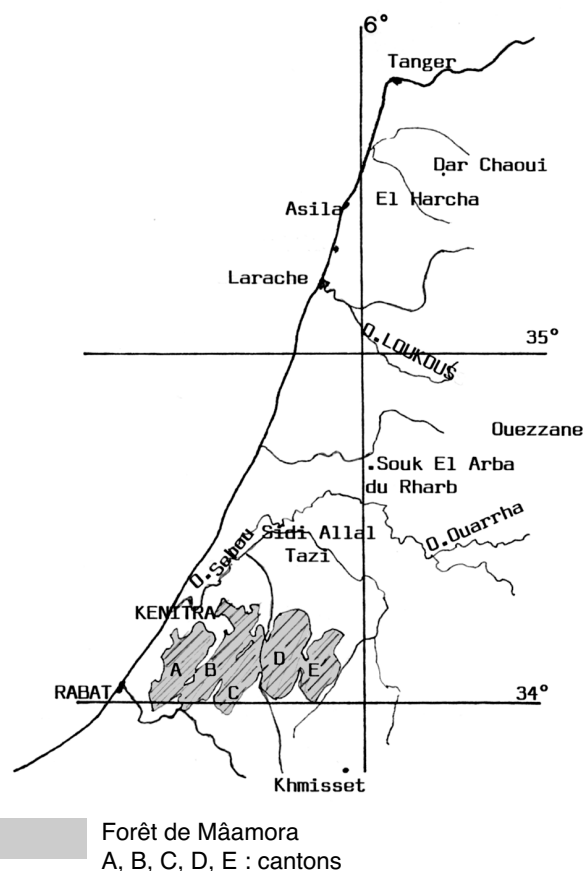 6°
Tanger
Dar Chaoui
El Harcha
Asila
Larache
35°
O.LOUKOUS
Ouezzane
.Souk El Arba
du Rharb
O.Ouarrha
Sidi Allal
Tazi
O.Sebou
KENITRA
A
B
C
D
E
RABAT
34°
Khmisset
Forêt de Mâamora
A, B, C, D, E : cantons